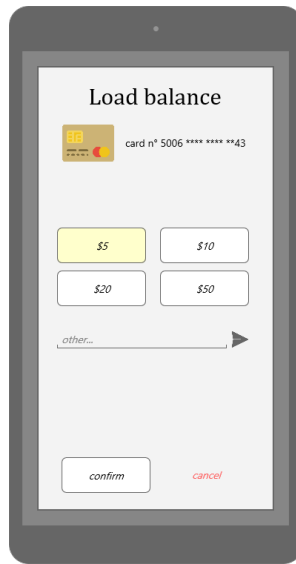 Load balance
card n° 5006 **** **** **43
$5 $10
$20 $50
other...
confirm cancel